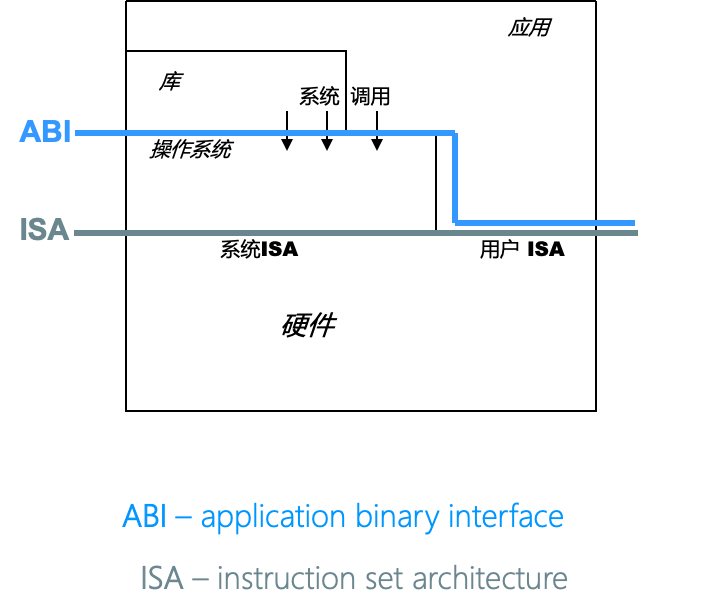 应用
库
系统 调用
ABI
操作系统
ISA
系统ISA
用户 ISA
硬件
ABI – application binary interface
ISA – instruction set architecture